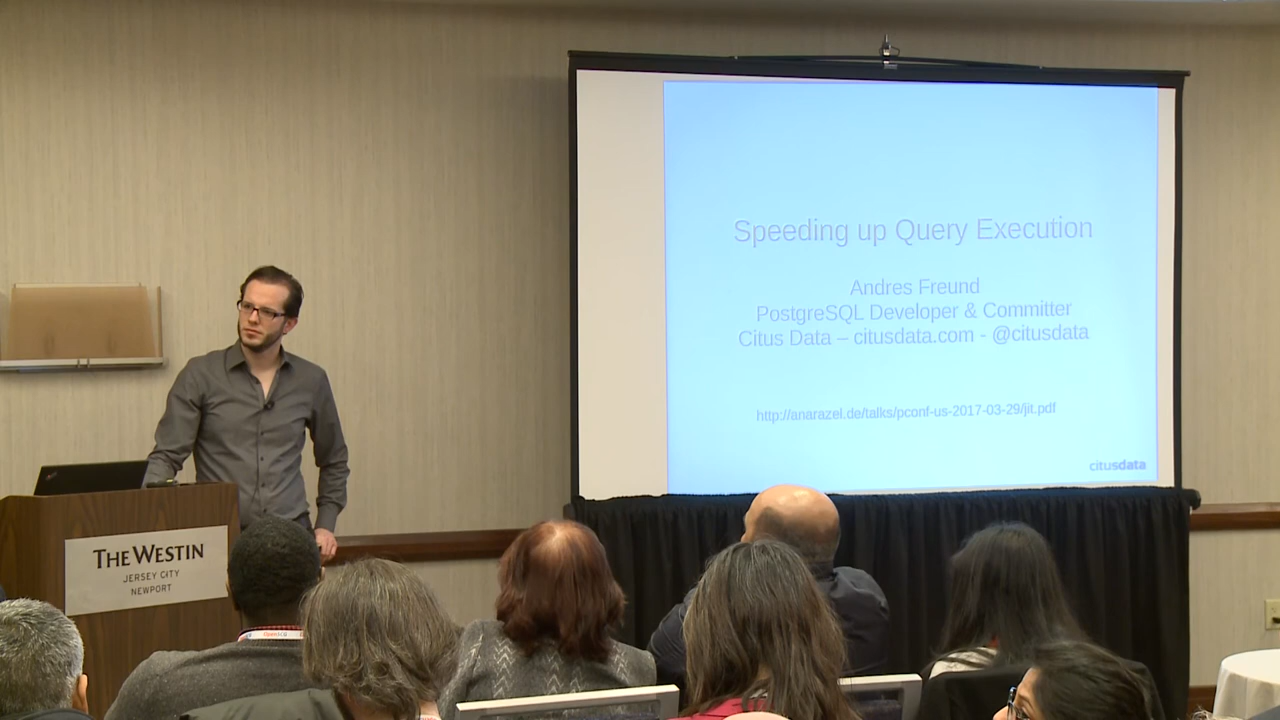 Speeding up Query Execution
Andres Freund
PostgreSQL Developer & Committer
Citus Data – citusdata.com - @citusdata
http://anarazel.de/talks/pconf-us-2017-03-29/jit.pdf
citusdata
THE WESTIN
JERSEY CITY
NEWPORT